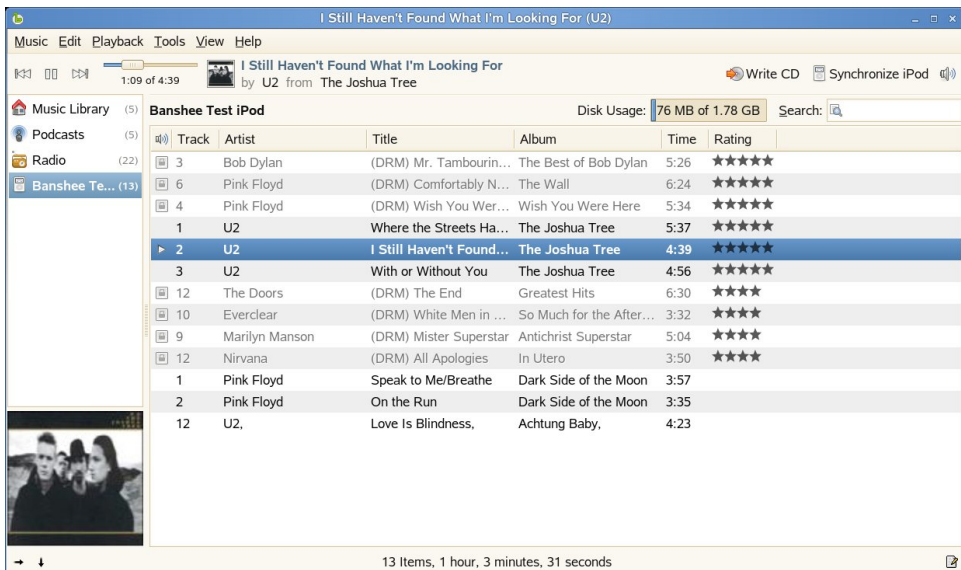 I Still Haven't Found What I'm Looking For (U2)
Music Edit Playback Tools View Help
1:09 of 4:39
I Still Haven't Found What I'm Looking For
by U2 from The Joshua Tree
Write CD Synchronize iPod
Music Library (5)
Podcasts (5)
Radio (22)
Banshee Te... (13)
Banshee Test iPod Disk Usage: 76 MB of 1.78 GB Search:
Track Artist Title Album Time Rating
3 Bob Dylan (DRM) Mr. Tambourin... The Best of Bob Dylan 5:26 ★★★★★
6 Pink Floyd (DRM) Comfortably N... The Wall 6:24 ★★★★★
4 Pink Floyd (DRM) Wish You Wer... Wish You Were Here 5:34 ★★★★★
1 U2 Where the Streets Ha... The Joshua Tree 5:37 ★★★★★
2 U2 I Still Haven't Found... The Joshua Tree 4:39 ★★★★★
3 U2 With or Without You The Joshua Tree 4:56 ★★★★★
12 The Doors (DRM) The End Greatest Hits 6:30 ★★★★
10 Everclear (DRM) White Men in ... So Much for the After... 3:32 ★★★★
9 Marilyn Manson (DRM) Mister Superstar Antichrist Superstar 5:04 ★★★★
12 Nirvana (DRM) All Apologies In Utero 3:50 ★★★★
1 Pink Floyd Speak to Me/Breathe Dark Side of the Moon 3:57
2 Pink Floyd On the Run Dark Side of the Moon 3:35
12 U2, Love Is Blindness, Achtung Baby, 4:23
13 Items, 1 hour, 3 minutes, 31 seconds